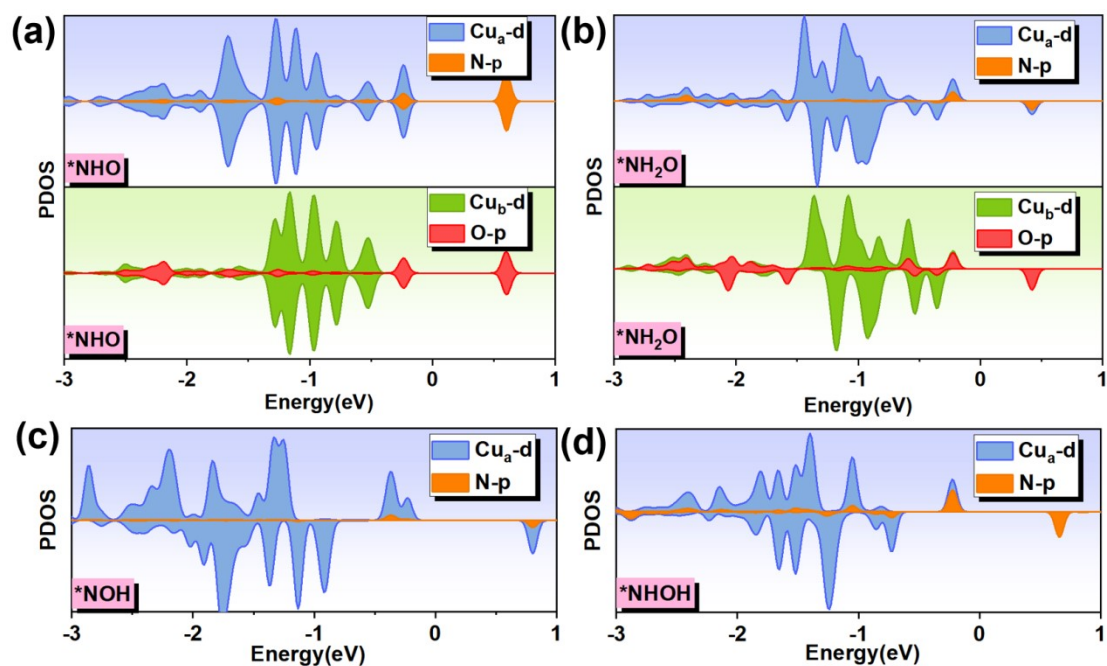 (a)
PDOS
Cuₐ-d
N-p
*NHO
Cu_b-d
O-p
*NHO
-3 -2 -1 0 1
Energy(eV)
(b)
PDOS
Cuₐ-d
N-p
*NH₂O
Cu_b-d
O-p
*NH₂O
-3 -2 -1 0 1
Energy(eV)
(c)
PDOS
Cuₐ-d
N-p
*NOH
-3 -2 -1 0 1
Energy(eV)
(d)
PDOS
Cuₐ-d
N-p
*NHOH
-3 -2 -1 0 1
Energy(eV)